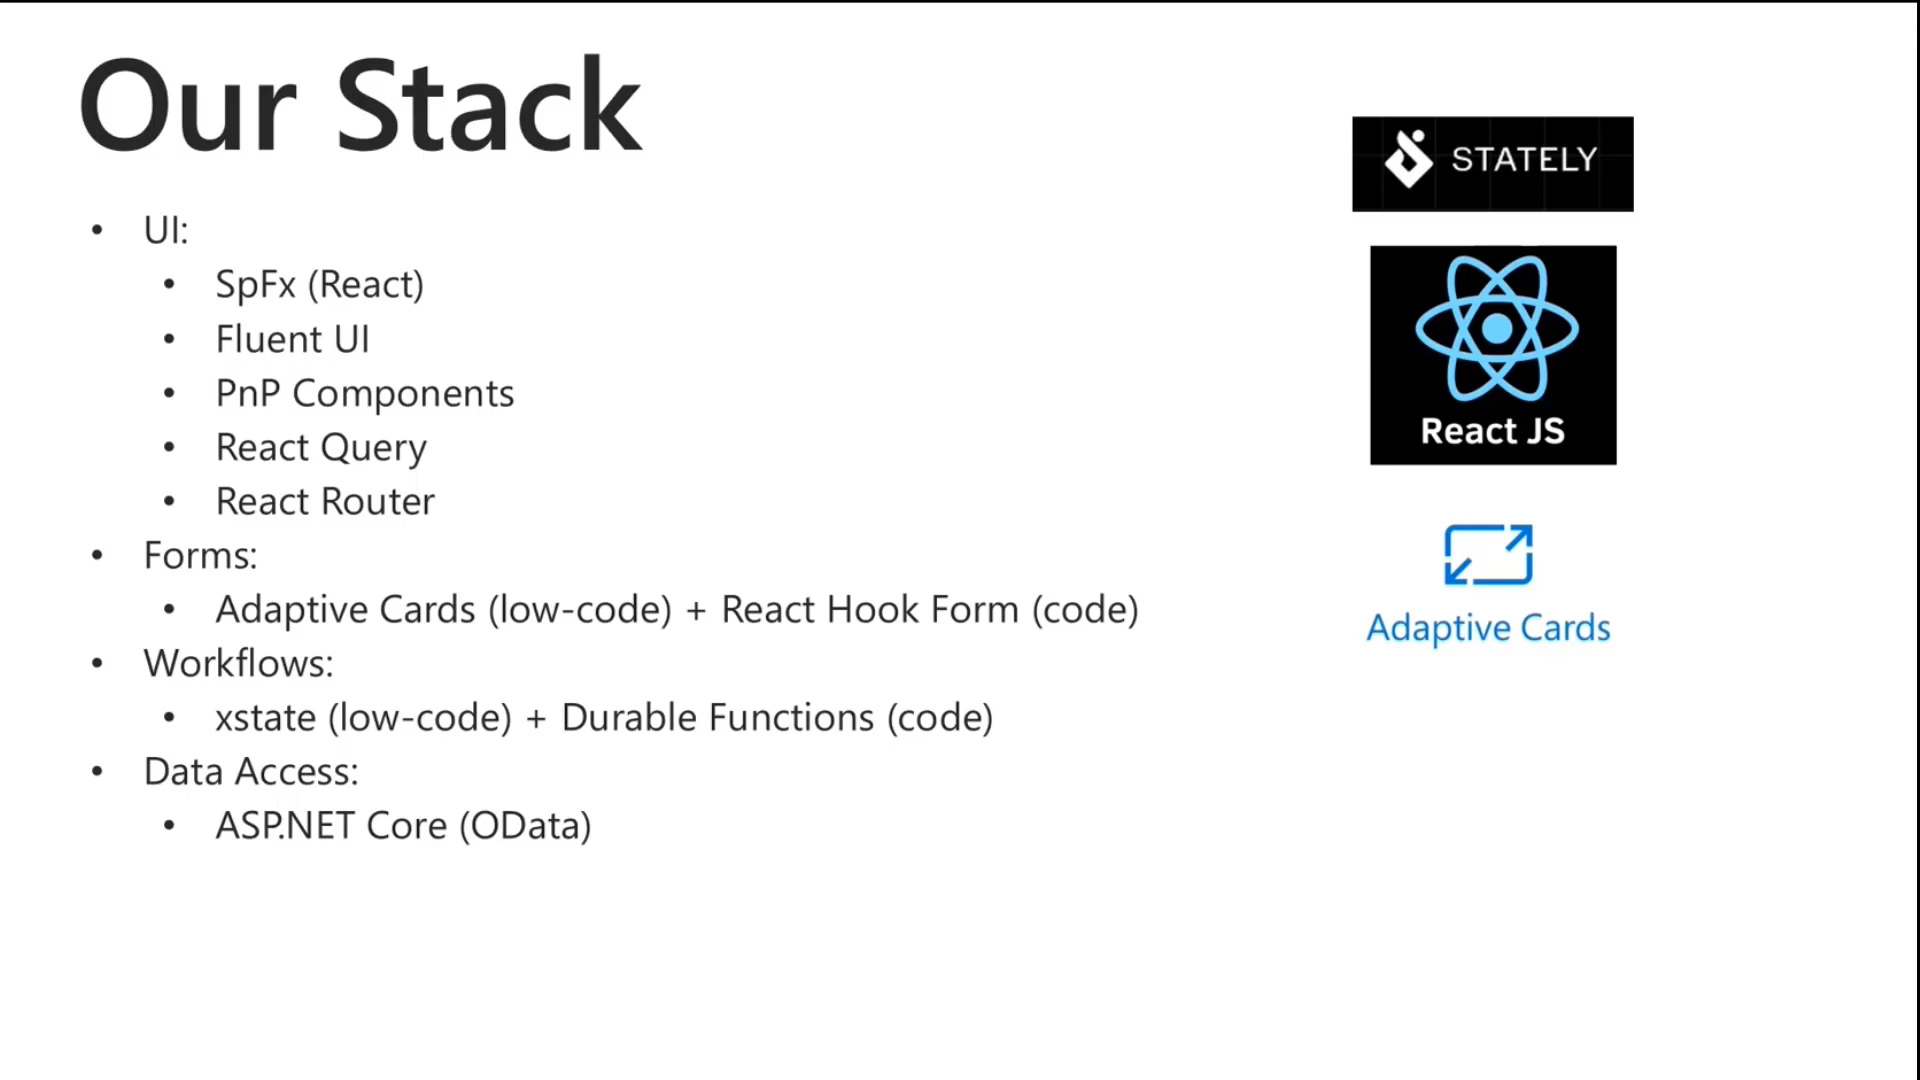 Our Stack
• UI:
• SpFx (React)
• Fluent UI
• PnP Components
• React Query
• React Router
• Forms:
• Adaptive Cards (low-code) + React Hook Form (code)
• Workflows:
• xstate (low-code) + Durable Functions (code)
• Data Access:
• ASP.NET Core (OData)
STATELY
React JS
Adaptive Cards